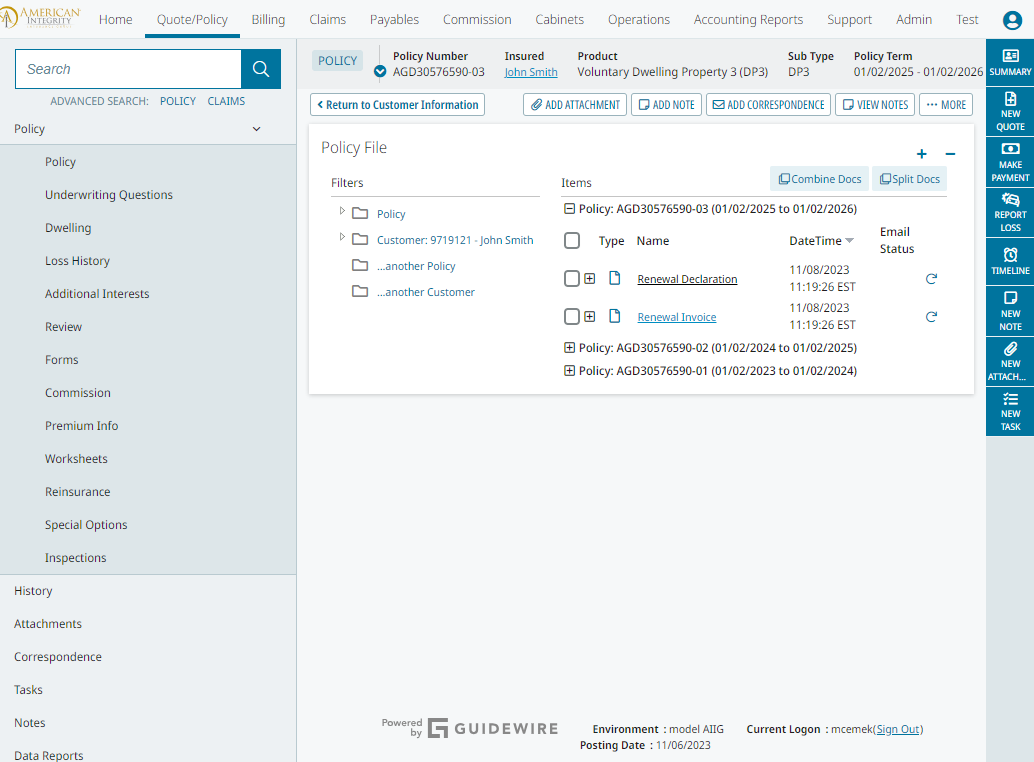 AMERICAN INTEGRITY
Home Quote/Policy Billing Claims Payables Commission Cabinets Operations Accounting Reports Support Admin Test
Search
ADVANCED SEARCH: POLICY CLAIMS
Policy
Policy
Underwriting Questions
Dwelling
Loss History
Additional Interests
Review
Forms
Commission
Premium Info
Worksheets
Reinsurance
Special Options
Inspections
History
Attachments
Correspondence
Tasks
Notes
Data Reports
POLICY
Policy Number
AGD30576590-03
Insured
John Smith
Product
Voluntary Dwelling Property 3 (DP3)
Sub Type
DP3
Policy Term
01/02/2025 - 01/02/2026
Return to Customer Information
ADD ATTACHMENT ADD NOTE ADD CORRESPONDENCE VIEW NOTES ··· MORE
Policy File
+ −
Filters
Policy
Customer: 9719121 - John Smith
...another Policy
...another Customer
Items
Combine Docs Split Docs
Policy: AGD30576590-03 (01/02/2025 to 01/02/2026)
Type Name DateTime Email Status
Renewal Declaration 11/08/2023 11:19:26 EST
Renewal Invoice 11/08/2023 11:19:26 EST
Policy: AGD30576590-02 (01/02/2024 to 01/02/2025)
Policy: AGD30576590-01 (01/02/2023 to 01/02/2024)
SUMMARY
NEW QUOTE
MAKE PAYMENT
REPORT LOSS
TIMELINE
NEW NOTE
NEW ATTACH...
NEW TASK
Powered by GUIDEWIRE
Environment : model AIIG Current Logon : mcemek(Sign Out)
Posting Date : 11/06/2023